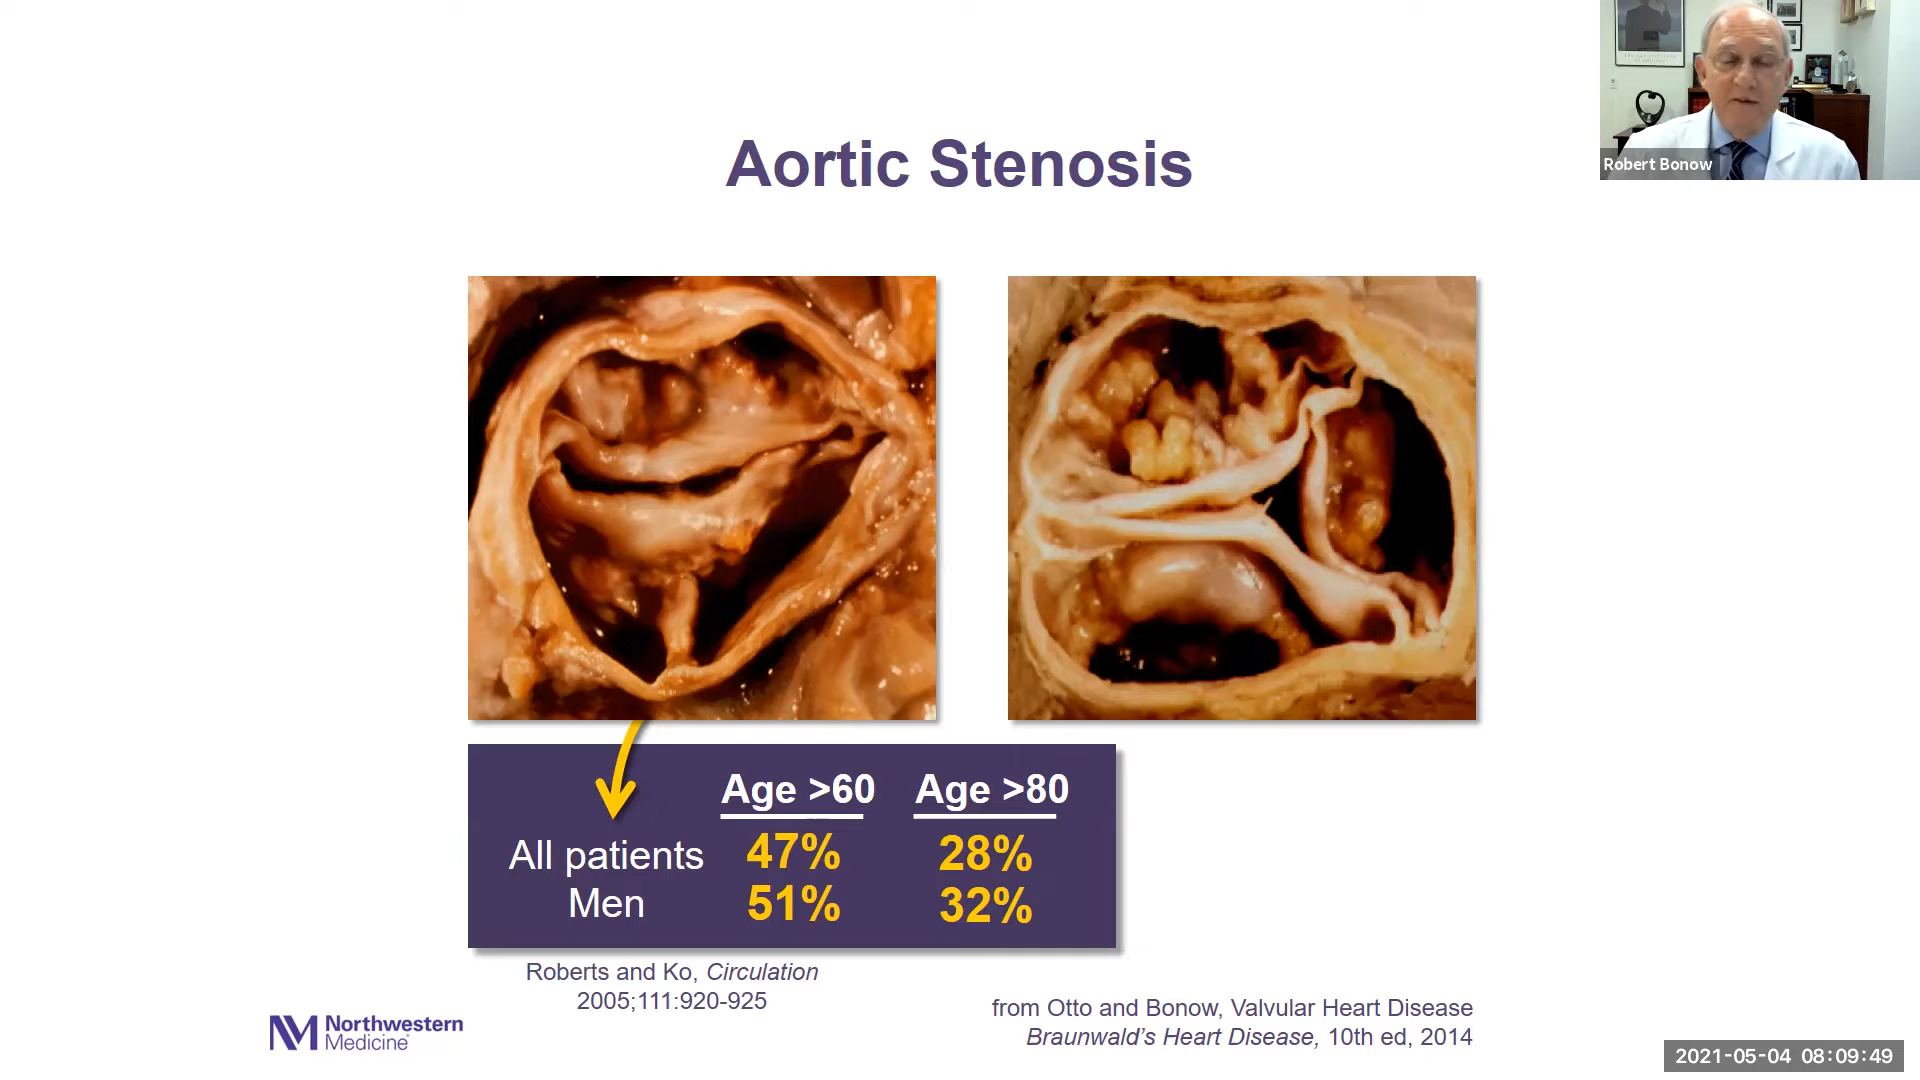 Robert Bonow
Aortic Stenosis
Age >60 Age >80
All patients 47% 28%
Men 51% 32%
Roberts and Ko, Circulation
2005;111:920-925
from Otto and Bonow, Valvular Heart Disease
Braunwald's Heart Disease, 10th ed, 2014
Northwestern
Medicine
2021-05-04 08:09:49